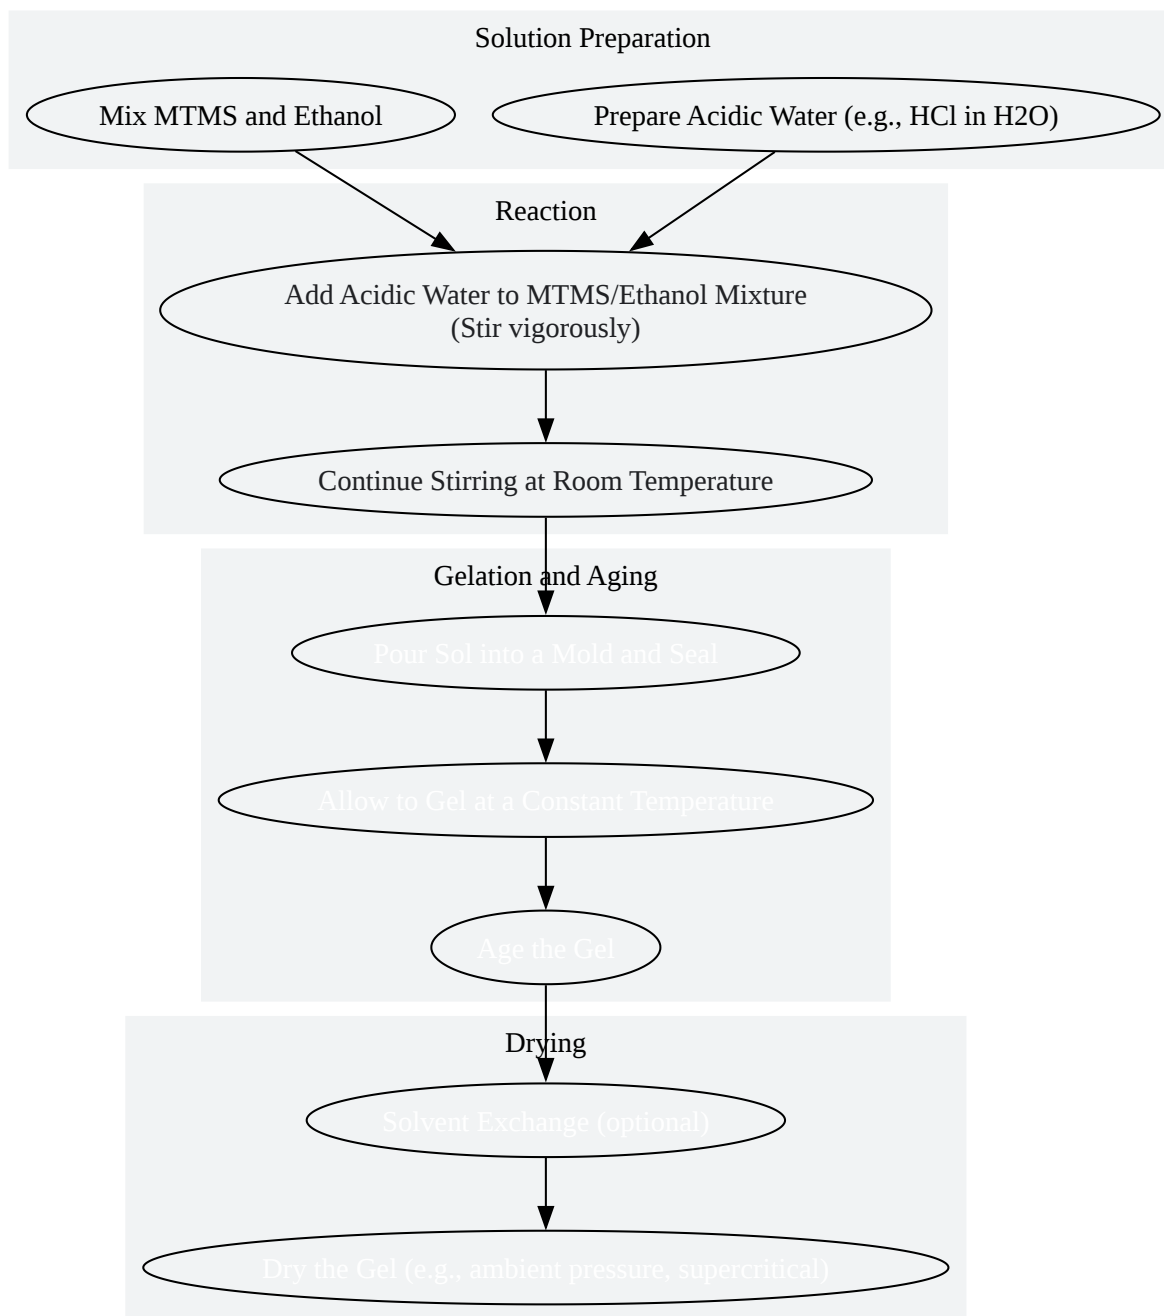 Solution Preparation
Mix MTMS and Ethanol
Prepare Acidic Water (e.g., HCl in H2O)
Reaction
Add Acidic Water to MTMS/Ethanol Mixture
(Stir vigorously)
Continue Stirring at Room Temperature
Gelation and Aging
Pour Sol into a Mold and Seal
Allow to Gel at a Constant Temperature
Age the Gel
Drying
Solvent Exchange (optional)
Dry the Gel (e.g., ambient pressure, supercritical)